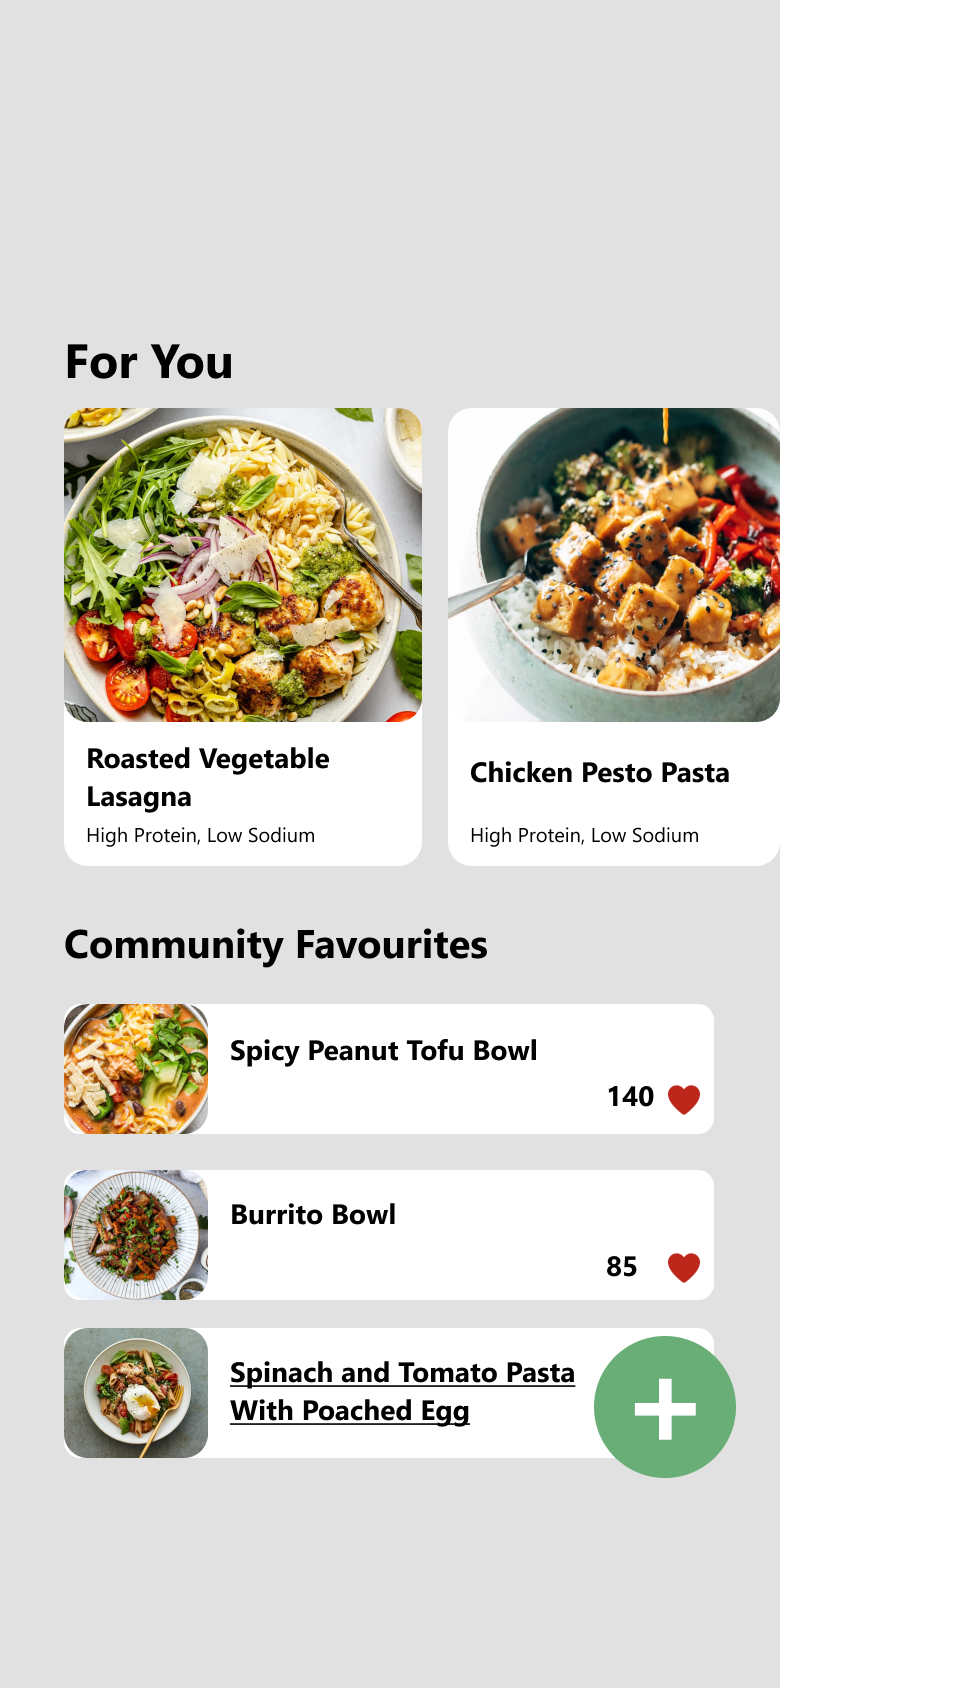 For You
Roasted Vegetable
Lasagna
High Protein, Low Sodium
Chicken Pesto Pasta
High Protein, Low Sodium
Community Favourites
Spicy Peanut Tofu Bowl
140
Burrito Bowl
85
Spinach and Tomato Pasta
With Poached Egg